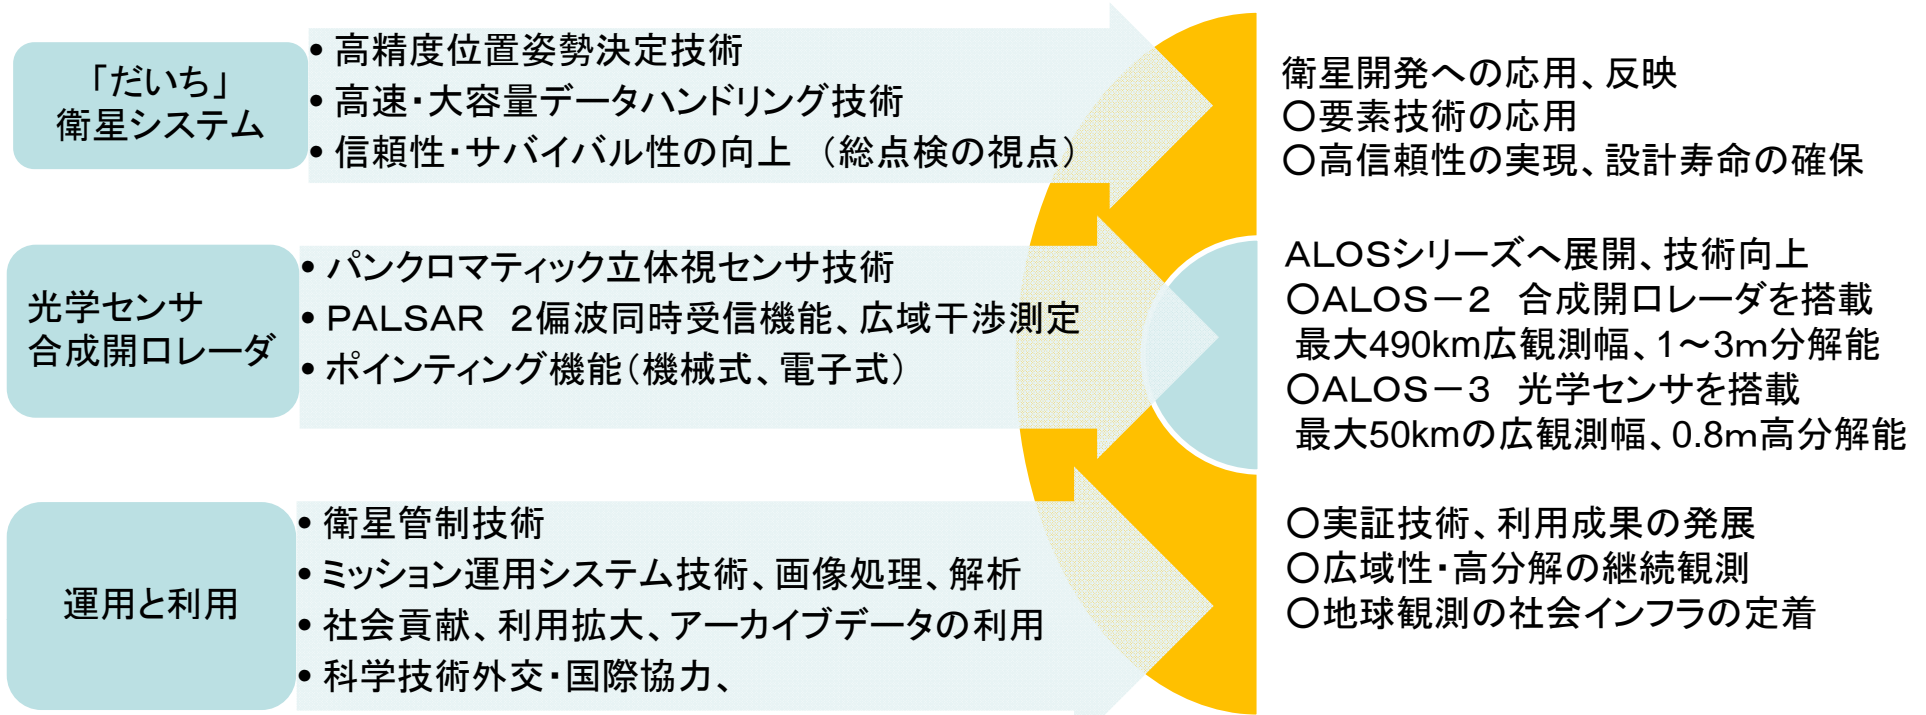 「だいち」
衛星システム
• 高精度位置姿勢決定技術
• 高速・大容量データハンドリング技術
• 信頼性・サバイバル性の向上　（総点検の視点）
衛星開発への応用、反映
○要素技術の応用
○高信頼性の実現、設計寿命の確保
光学センサ
合成開口レーダ
• パンクロマティック立体視センサ技術
• ＰＡＬＳＡＲ　２偏波同時受信機能、広域干渉測定
• ポインティング機能（機械式、電子式）
ＡＬＯＳシリーズへ展開、技術向上
○ＡＬＯＳ－２　合成開口レーダを搭載
最大490km広観測幅、1～3ｍ分解能
○ＡＬＯＳ－３　光学センサを搭載
最大50kmの広観測幅、0.8ｍ高分解能
運用と利用
• 衛星管制技術
• ミッション運用システム技術、画像処理、解析
• 社会貢献、利用拡大、アーカイブデータの利用
• 科学技術外交・国際協力、
○実証技術、利用成果の発展
○広域性・高分解の継続観測
○地球観測の社会インフラの定着